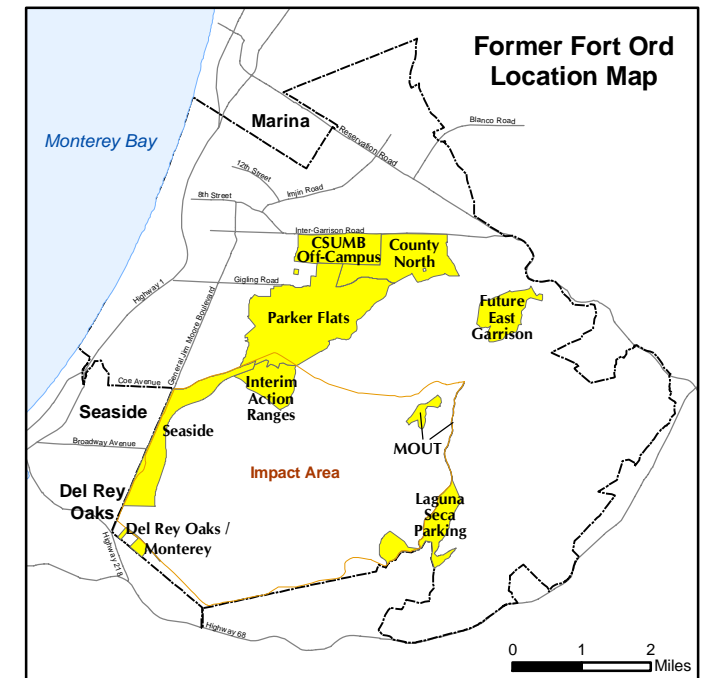 Former Fort Ord
Location Map
Marina
Monterey Bay
Blanco Road
Reservation Road
12th Street
Imjin Road
8th Street
Inter-Garrison Road
CSUMB
Off-Campus
County
North
Gigling Road
Highway 1
General Jim Moore Boulevard
Parker Flats
Future
East
Garrison
Coe Avenue
Interim
Action
Ranges
Seaside
Seaside
Broadway Avenue
MOUT
Impact Area
Del Rey
Oaks
Laguna
Seca
Parking
Del Rey Oaks /
Monterey
Highway 218
Highway 68
0 1 2
Miles